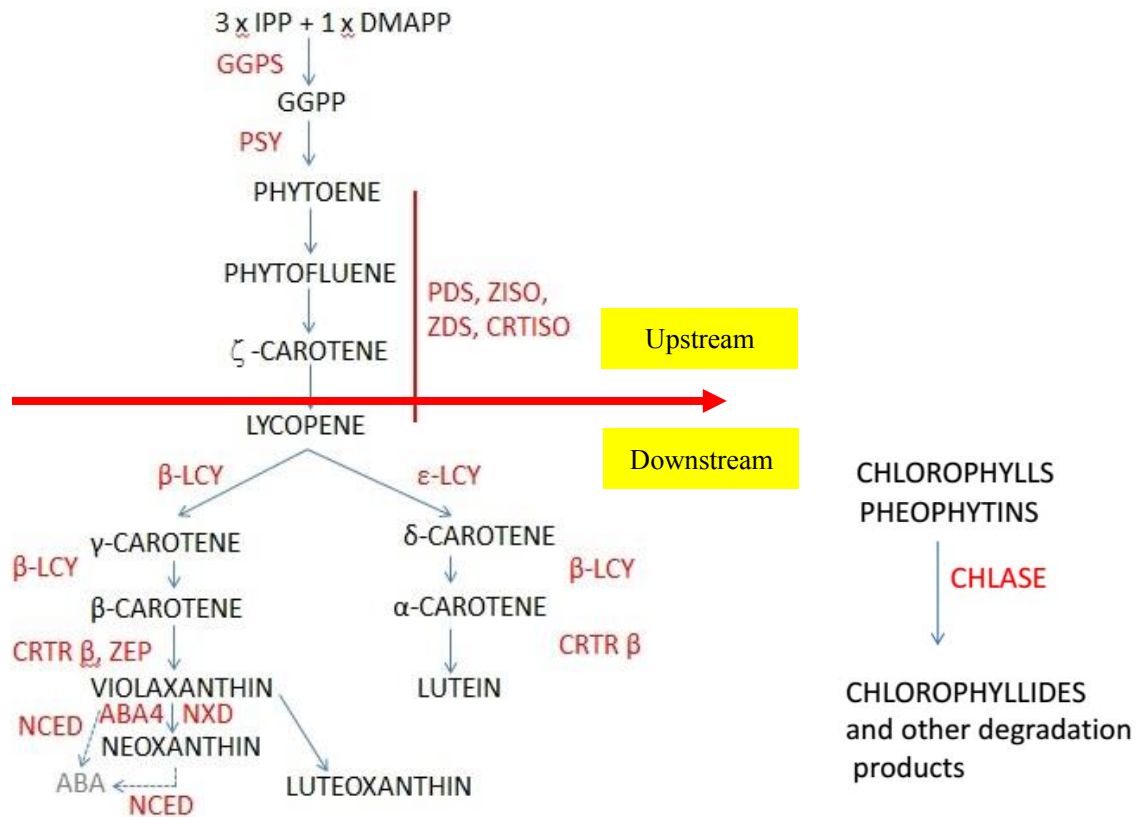 3 x IPP + 1 x DMAPP
GGPS
GGPP
PSY
PHYTOENE
PHYTOFLUENE
PDS, ZISO,
ZDS, CRTISO
ζ -CAROTENE
Upstream
LYCOPENE
Downstream
β-LCY
ε-LCY
γ-CAROTENE
δ-CAROTENE
β-LCY
β-LCY
β-CAROTENE
α-CAROTENE
CRTR β, ZEP
CRTR β
VIOLAXANTHIN
LUTEIN
NCED
ABA4
NXD
NEOXANTHIN
ABA
LUTEOXANTHIN
NCED
CHLOROPHYLLS
PHEOPHYTINS
CHLASE
CHLOROPHYLLIDES
and other degradation
products